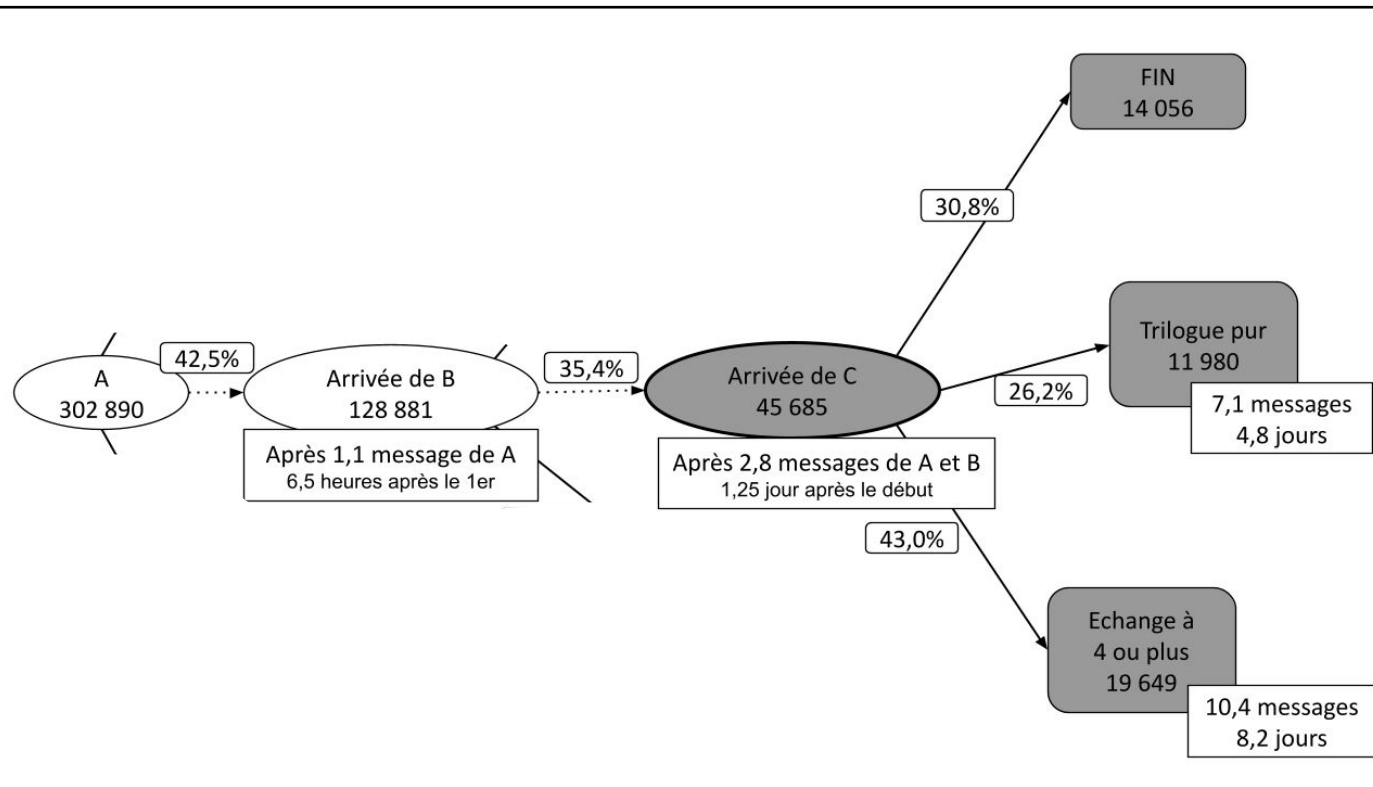 FIN
14 056
30,8%
A
302 890
42,5%
Arrivée de B
128 881
Après 1,1 message de A
6,5 heures après le 1er
35,4%
Arrivée de C
45 685
Après 2,8 messages de A et B
1,25 jour après le début
26,2%
Trilogue pur
11 980
7,1 messages
4,8 jours
43,0%
Echange à
4 ou plus
19 649
10,4 messages
8,2 jours